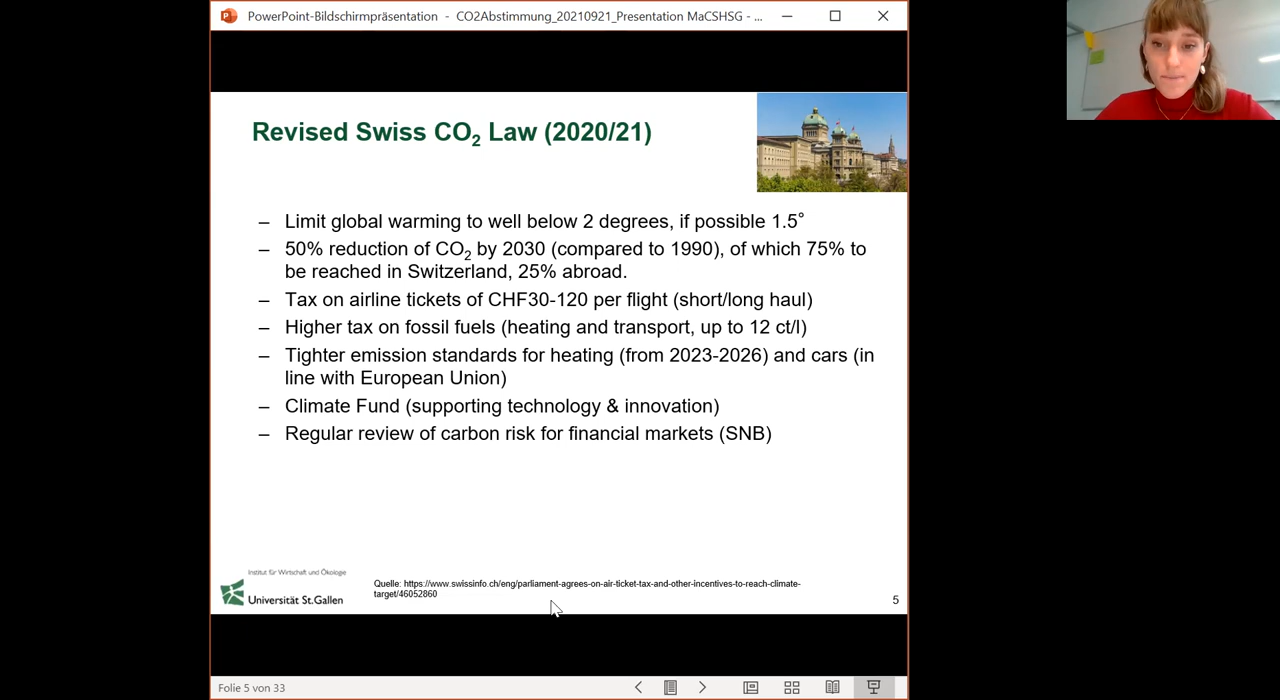 PowerPoint-Bildschirmpräsentation - CO2Abstimmung_20210921_Presentation MaCSHSG - ...
Revised Swiss CO₂ Law (2020/21)
– Limit global warming to well below 2 degrees, if possible 1.5°
– 50% reduction of CO₂ by 2030 (compared to 1990), of which 75% to
be reached in Switzerland, 25% abroad.
– Tax on airline tickets of CHF30-120 per flight (short/long haul)
– Higher tax on fossil fuels (heating and transport, up to 12 ct/l)
– Tighter emission standards for heating (from 2023-2026) and cars (in
line with European Union)
– Climate Fund (supporting technology & innovation)
– Regular review of carbon risk for financial markets (SNB)
Institut für Wirtschaft und Ökologie
Universität St.Gallen
Quelle: https://www.swissinfo.ch/eng/parliament-agrees-on-air-ticket-tax-and-other-incentives-to-reach-climate-
target/46052860
5
Folie 5 von 33